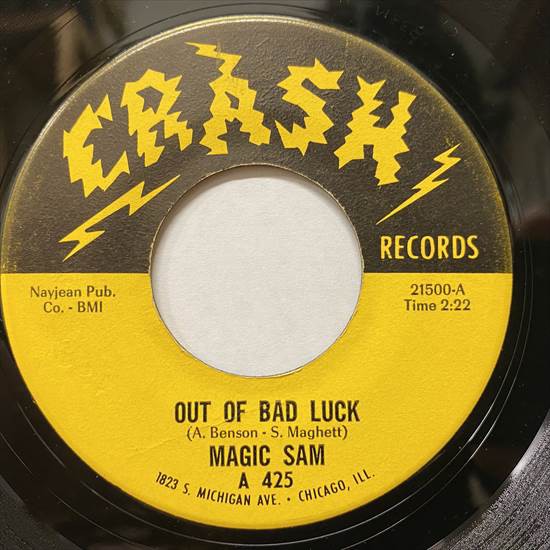 CRASH
RECORDS
Nayjean Pub.
Co. - BMI
21500-A
Time 2:22
OUT OF BAD LUCK
(A. Benson - S. Maghett)
MAGIC SAM
A 425
1823 S. MICHIGAN AVE. • CHICAGO, ILL.